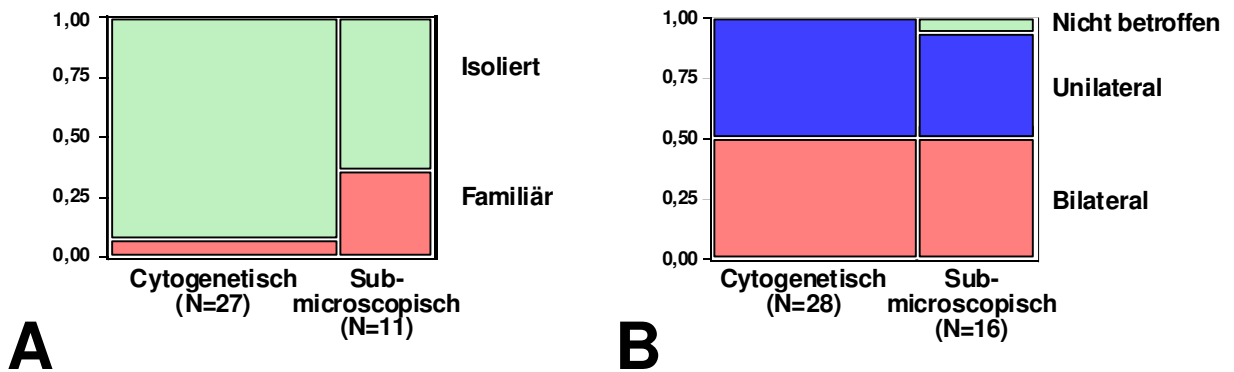 1,00
0,75
0,50
0,25
0,00
Isoliert
Familiär
Cytogenetisch
(N=27)
Sub-
microscopisch
(N=11)
A
1,00
0,75
0,50
0,25
0,00
Nicht betroffen
Unilateral
Bilateral
Cytogenetisch
(N=28)
Sub-
microscopisch
(N=16)
B